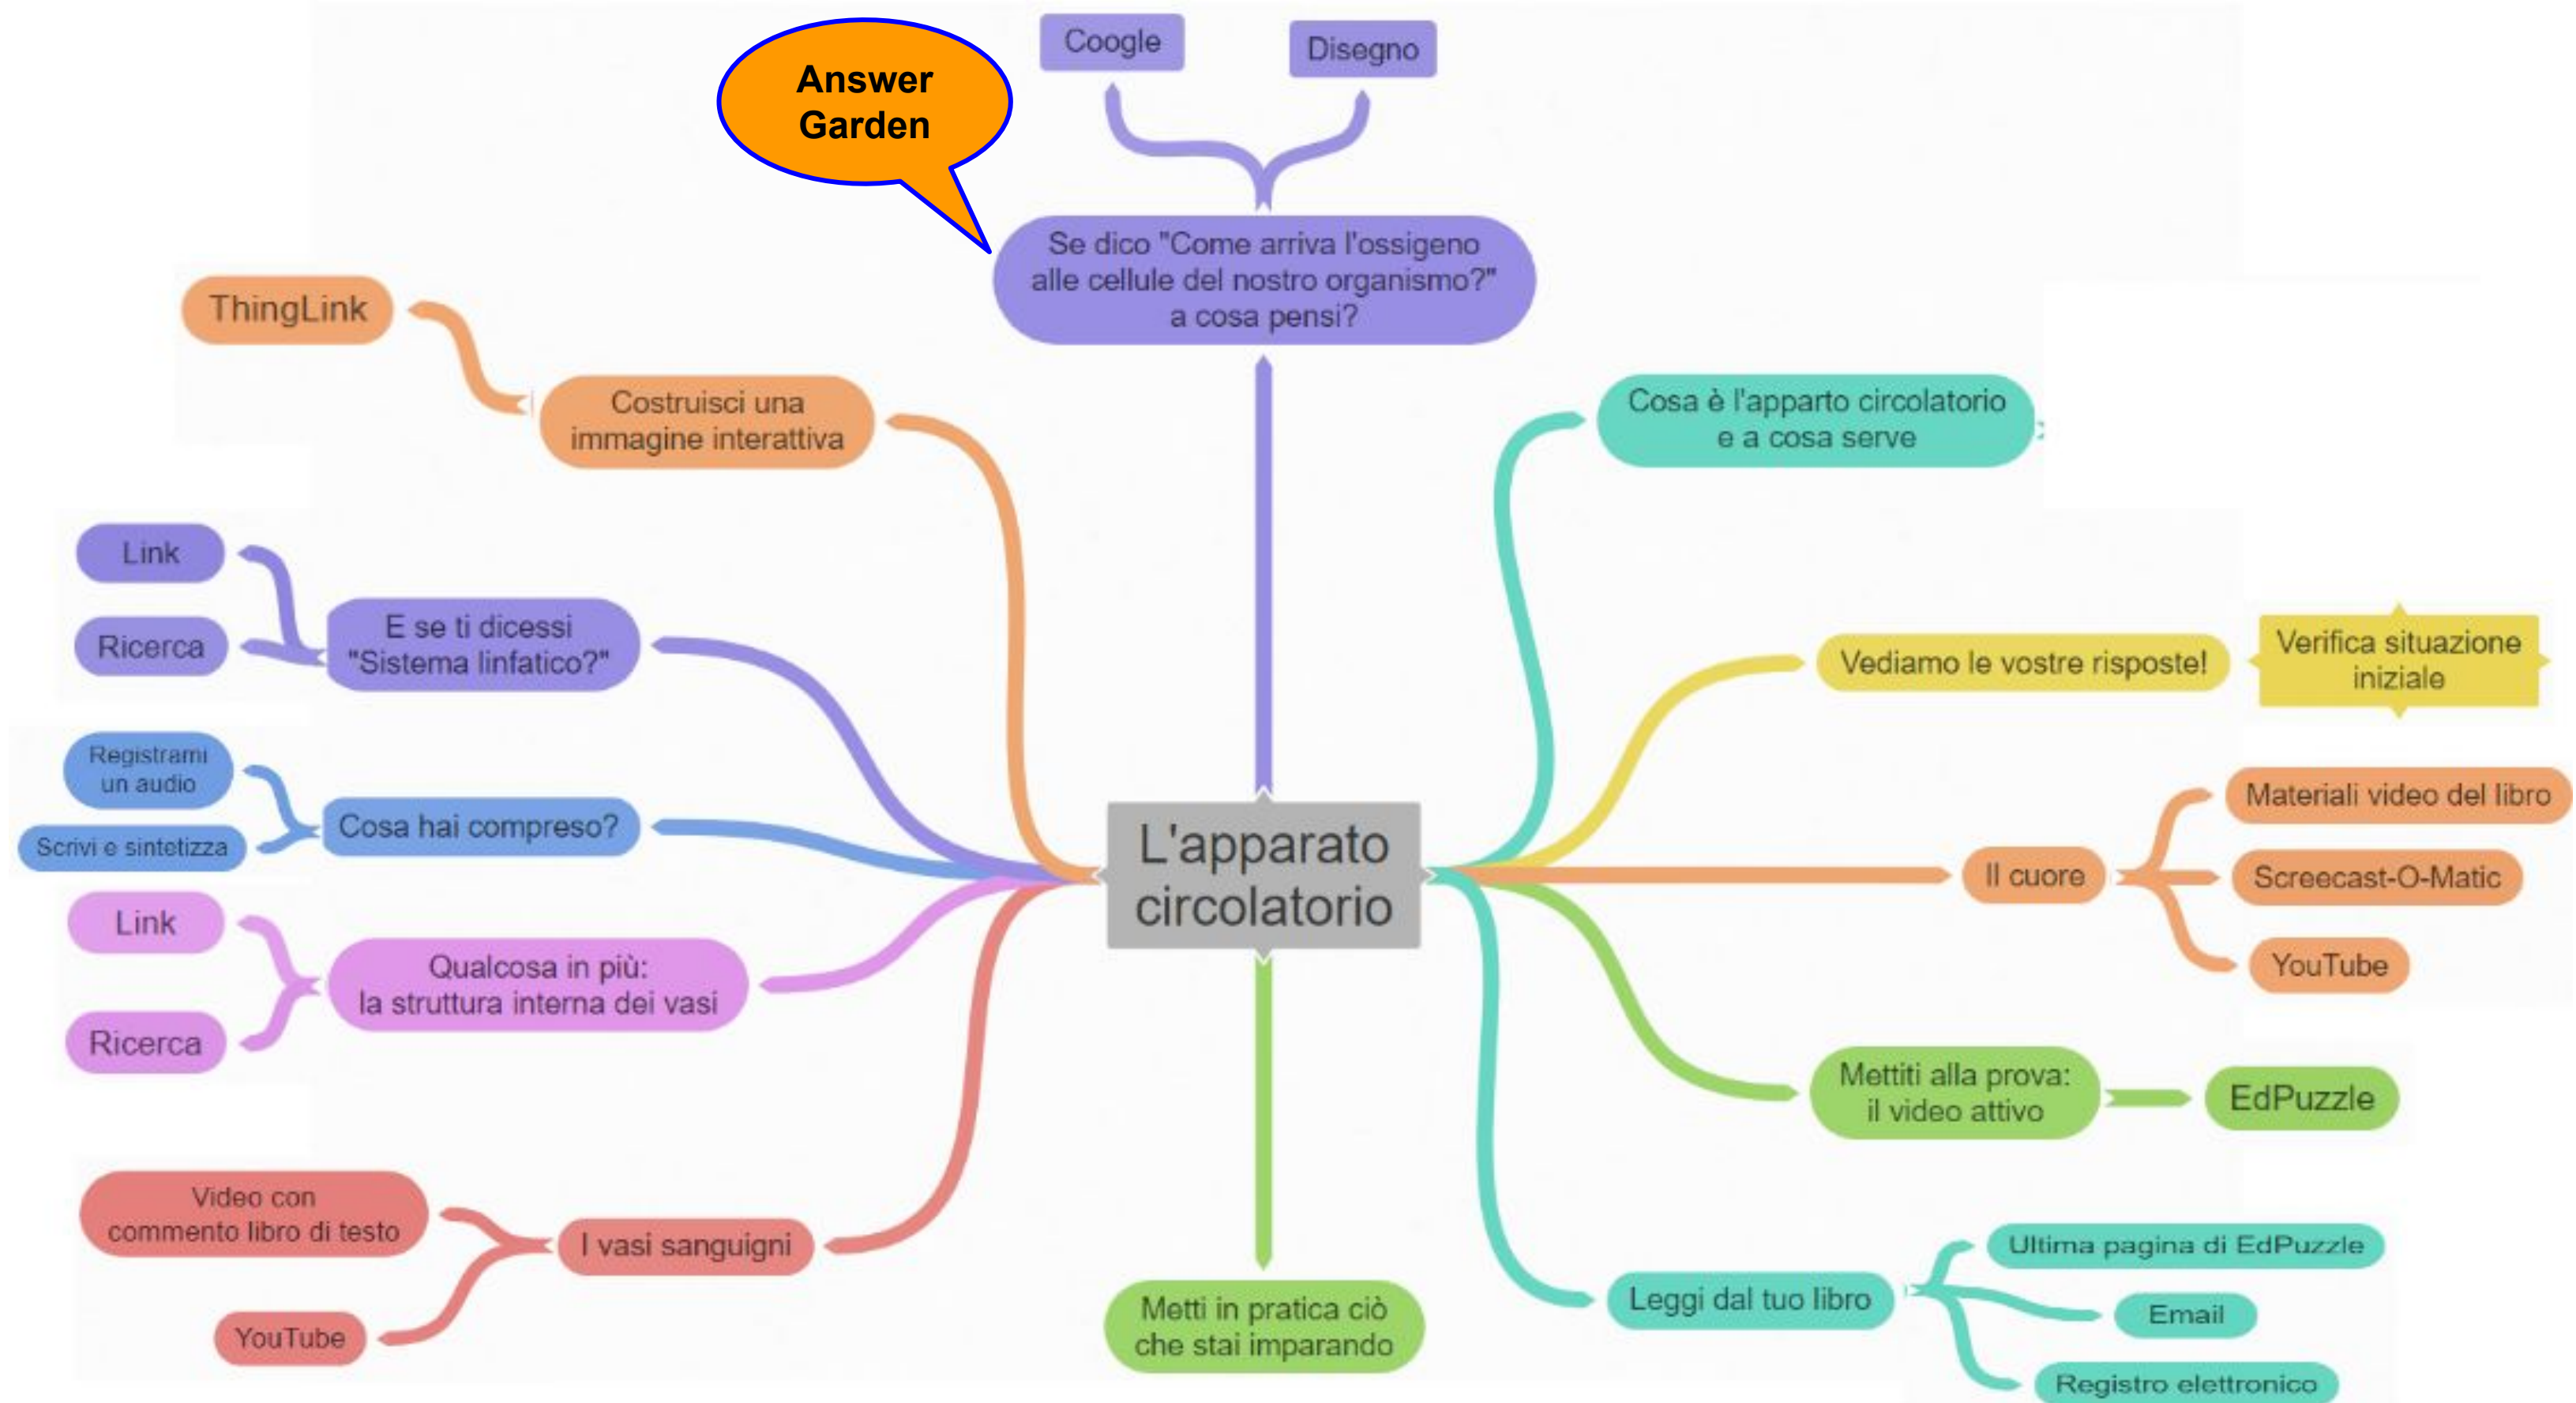 Coogle
Disegno
Answer
Garden
Se dico "Come arriva l'ossigeno
alle cellule del nostro organismo?"
a cosa pensi?
ThingLink
Costruisci una
immagine interattiva
Cosa è l'apparto circolatorio
e a cosa serve
Link
Ricerca
E se ti dicessi
"Sistema linfatico?"
Vediamo le vostre risposte!
Verifica situazione
iniziale
Registrami
un audio
Scrivi e sintetizza
Cosa hai compreso?
L'apparato
circolatorio
Il cuore
Materiali video del libro
Screecast-O-Matic
YouTube
Link
Ricerca
Qualcosa in più:
la struttura interna dei vasi
Mettiti alla prova:
il video attivo
EdPuzzle
Video con
commento libro di testo
YouTube
I vasi sanguigni
Metti in pratica ciò
che stai imparando
Leggi dal tuo libro
Ultima pagina di EdPuzzle
Email
Registro elettronico